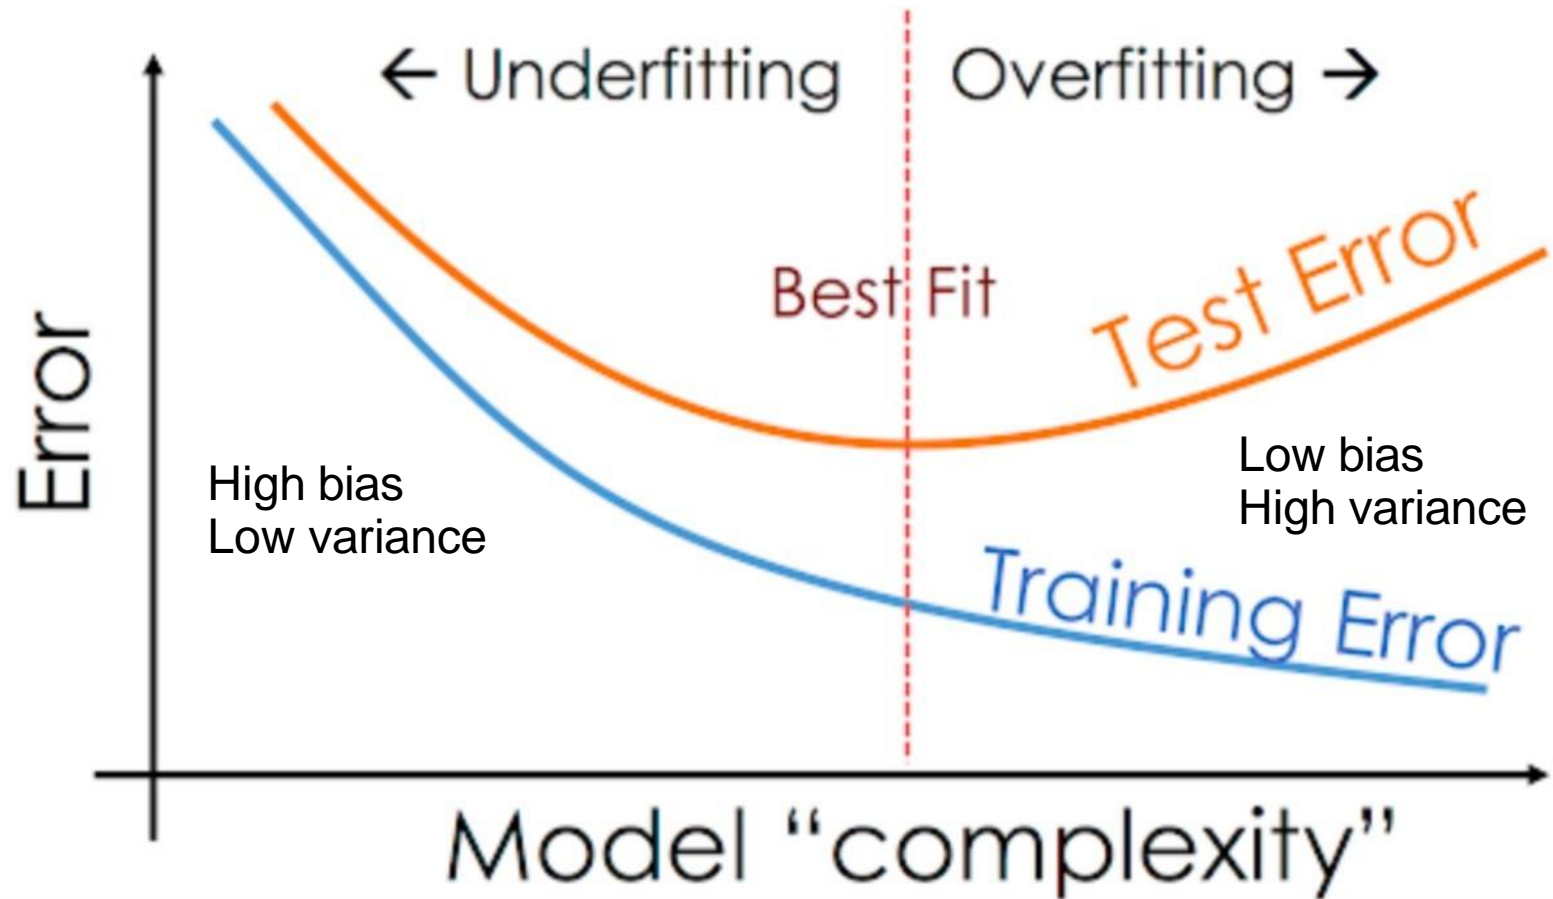 ← Underfitting
Overfitting →
Best Fit
Test Error
Error
High bias
Low variance
Low bias
High variance
Training Error
Model “complexity”